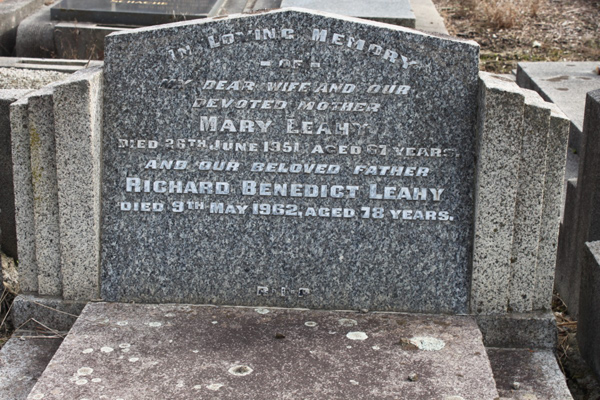 IN LOVING MEMORY
- OF -
MY DEAR WIFE AND OUR
DEVOTED MOTHER
MARY LEAHY
DIED 26TH JUNE 1951 AGED 67 YEARS.
AND OUR BELOVED FATHER
RICHARD BENEDICT LEAHY
DIED 9TH MAY 1962, AGED 78 YEARS.
R.I.P.